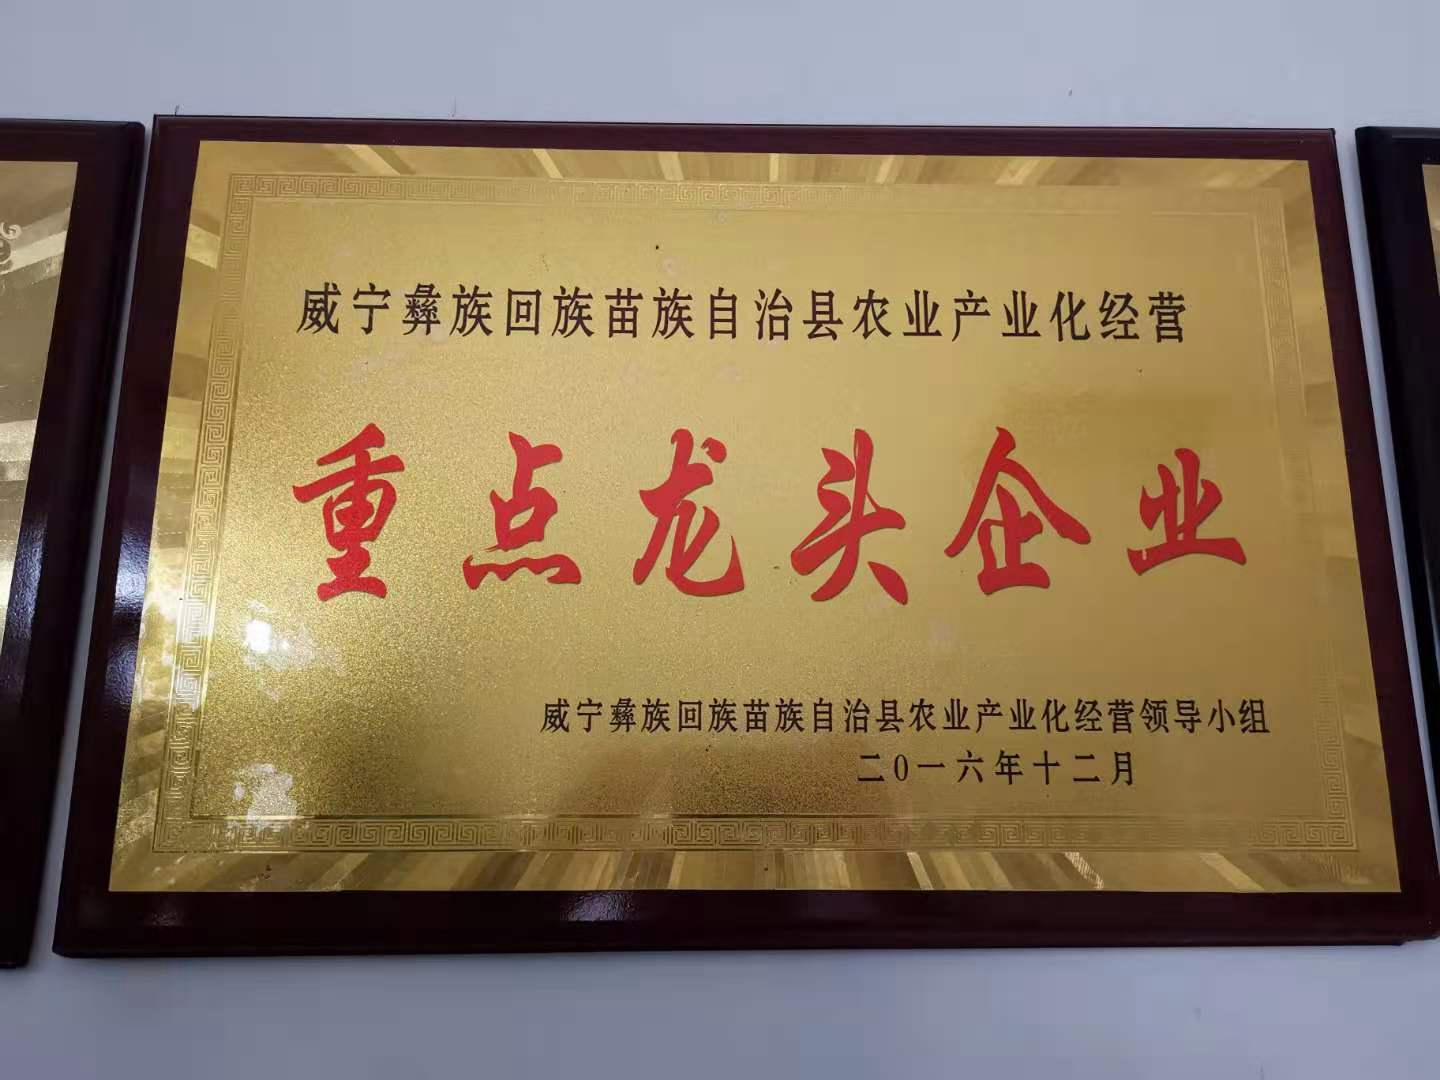 威宁彝族回族苗族自治县农业产业化经营
重点龙头企业
威宁彝族回族苗族自治县农业产业化经营领导小组
二0一六年十二月